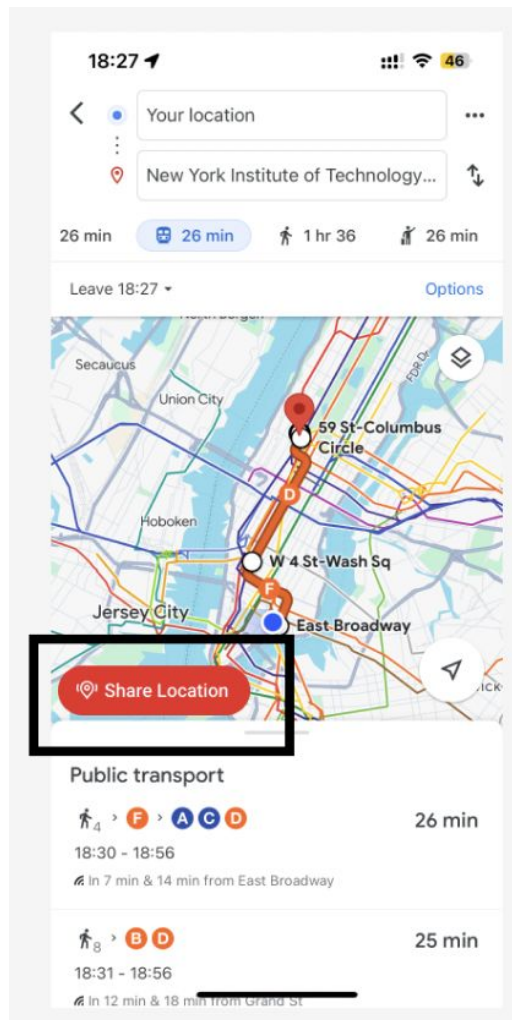 18:27
46
Your location
•••
New York Institute of Technology...
26 min
26 min
1 hr 36
26 min
Leave 18:27
Options
Secaucus
Union City
FDR Dr
59 St-Columbus
Circle
D
Hoboken
W 4 St-Wash Sq
F
Jersey City
East Broadway
Share Location
Public transport
4 > F > A C D
26 min
18:30 - 18:56
In 7 min & 14 min from East Broadway
8 > B D
25 min
18:31 - 18:56
In 12 min & 18 min from Grand St